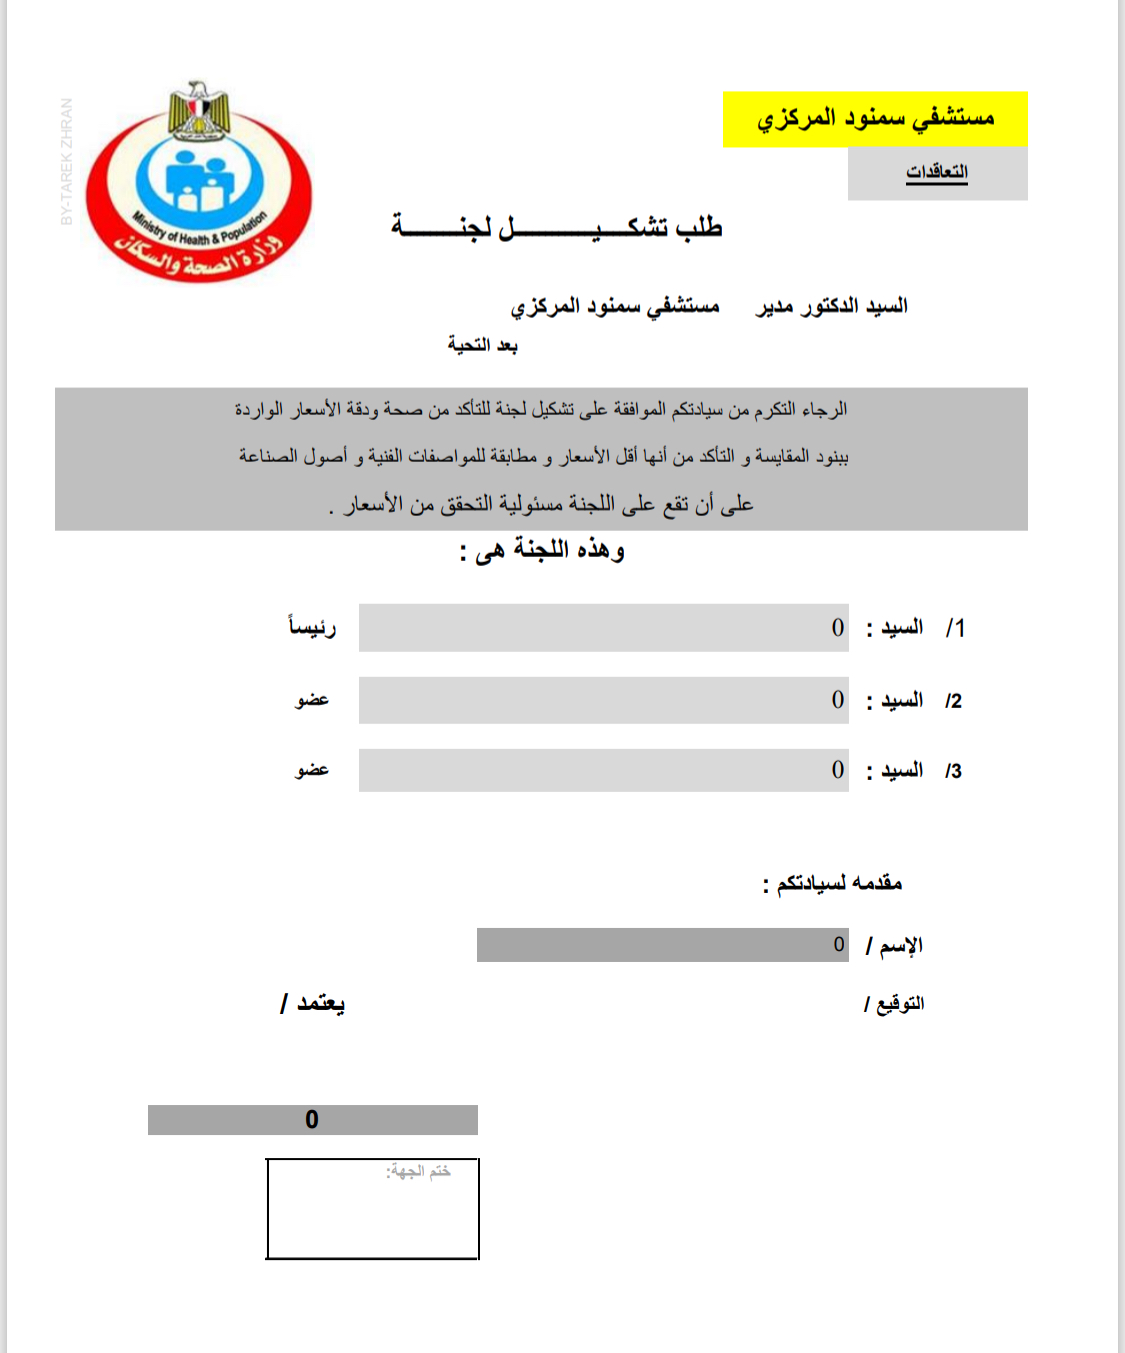 BY-TAREK ZHRAN
Ministry of Health & Population
وزارة الصحة والسكان
مستشفي سمنود المركزي
التعاقدات
طلب تشكــيــــــــل لجنـــــــة
السيد الدكتور مدير مستشفي سمنود المركزي
بعد التحية
الرجاء التكرم من سيادتكم الموافقة على تشكيل لجنة للتأكد من صحة ودقة الأسعار الواردة
ببنود المقايسة و التأكد من أنها أقل الأسعار و مطابقة للمواصفات الفنية و أصول الصناعة
على أن تقع على اللجنة مسئولية التحقق من الأسعار .
وهذه اللجنة هى :
1/ السيد : 0 رئيساً
2/ السيد : 0 عضو
3/ السيد : 0 عضو
مقدمه لسيادتكم :
الإسم / 0
التوقيع / يعتمد /
0
ختم الجهة: